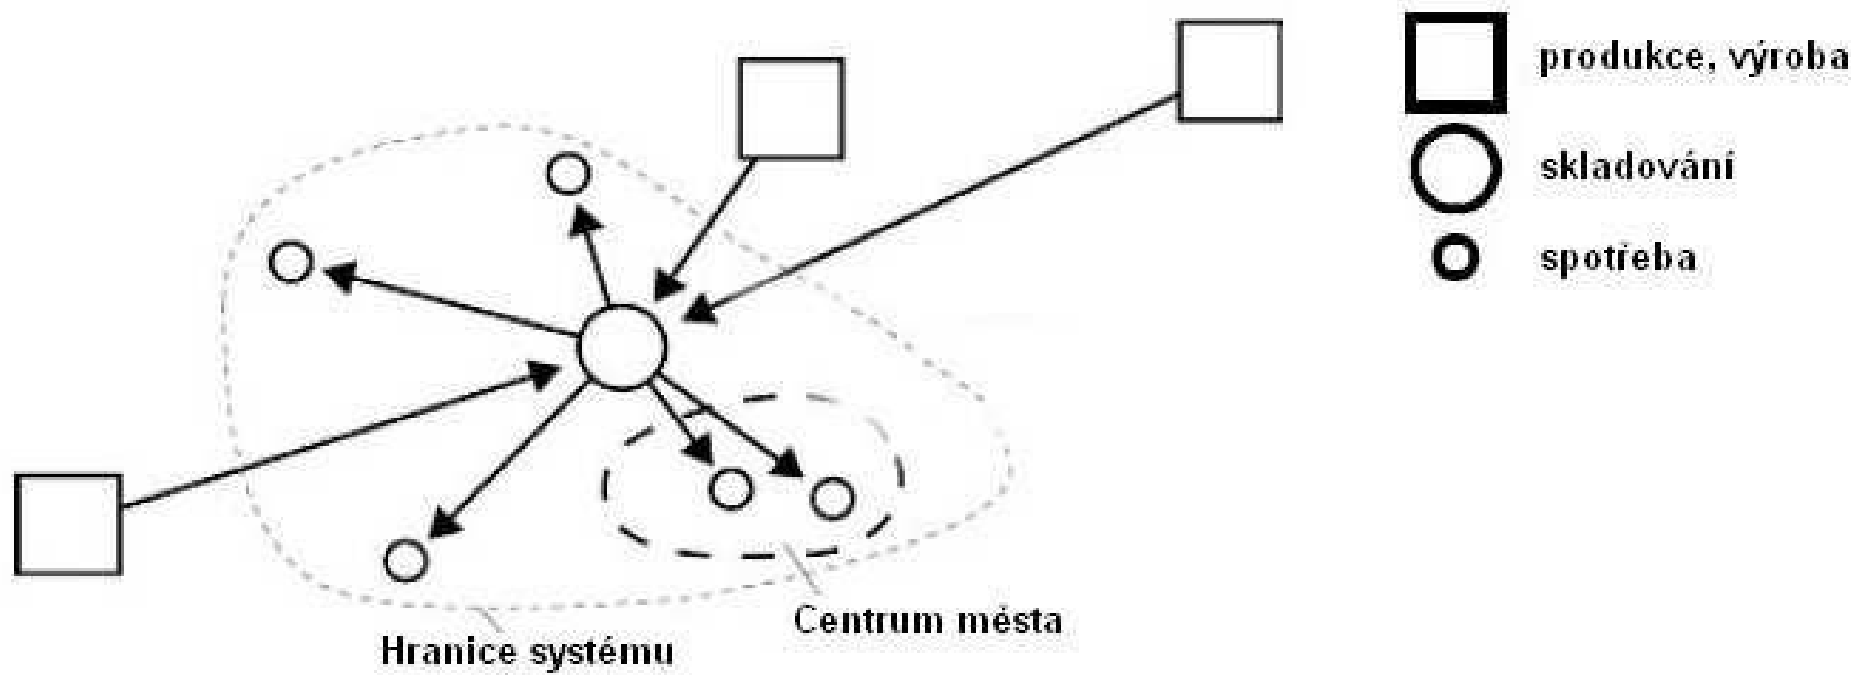 produkce, výroba
skladování
spotřeba
Centrum města
Hranice systému